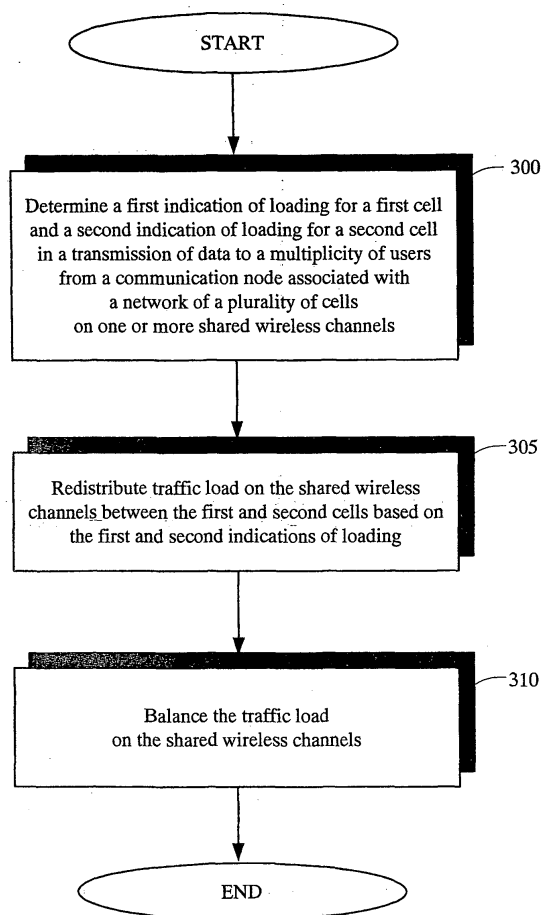 START
300
Determine a first indication of loading for a first cell
and a second indication of loading for a second cell
in a transmission of data to a multiplicity of users
from a communication node associated with
a network of a plurality of cells
on one or more shared wireless channels
305
Redistribute traffic load on the shared wireless
channels between the first and second cells based on
the first and second indications of loading
310
Balance the traffic load
on the shared wireless channels
END